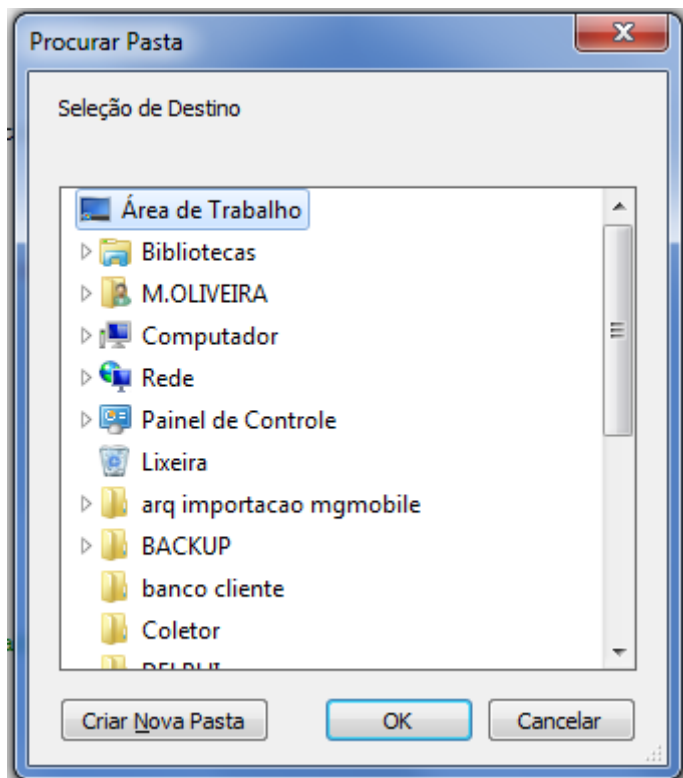 Procurar Pasta
Seleção de Destino
Área de Trabalho
Bibliotecas
M.OLIVEIRA
Computador
Rede
Painel de Controle
Lixeira
arq importacao mgmobile
BACKUP
banco cliente
Coletor
DELPHI
Criar Nova Pasta
OK
Cancelar